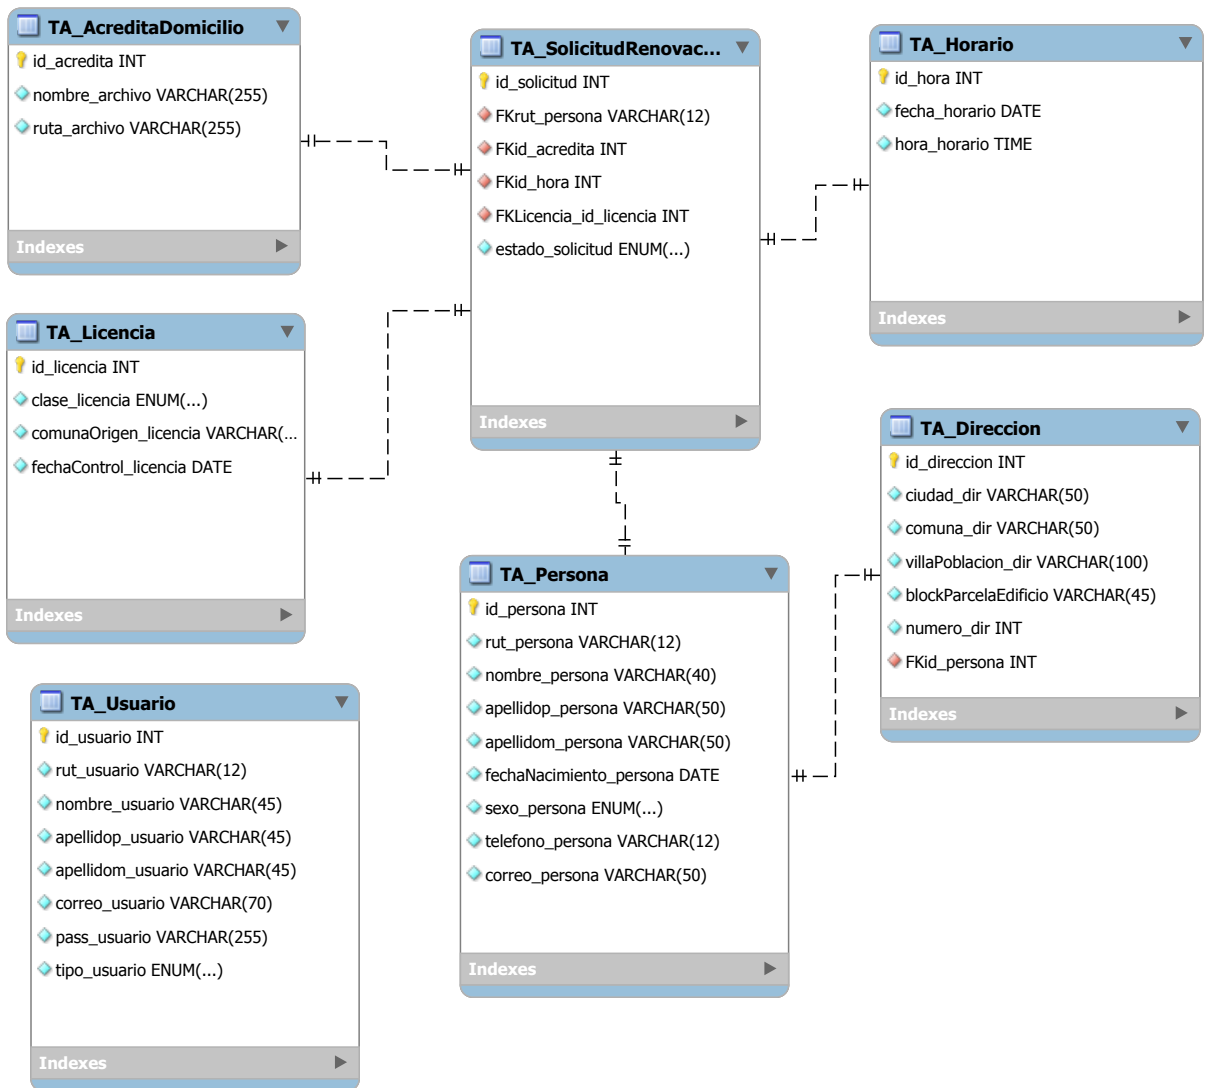 TA_AcreditaDomicilio
id_acredita INT
nombre_archivo VARCHAR(255)
ruta_archivo VARCHAR(255)
Indexes
TA_SolicitudRenovac...
id_solicitud INT
FKrut_persona VARCHAR(12)
FKid_acredita INT
FKid_hora INT
FKLicencia_id_licencia INT
estado_solicitud ENUM(...)
Indexes
TA_Horario
id_hora INT
fecha_horario DATE
hora_horario TIME
Indexes
TA_Licencia
id_licencia INT
clase_licencia ENUM(...)
comunaOrigen_licencia VARCHAR(...
fechaControl_licencia DATE
Indexes
TA_Direccion
id_direccion INT
ciudad_dir VARCHAR(50)
comuna_dir VARCHAR(50)
villaPoblacion_dir VARCHAR(100)
blockParcelaEdificio VARCHAR(45)
numero_dir INT
FKid_persona INT
Indexes
TA_Persona
id_persona INT
rut_persona VARCHAR(12)
nombre_persona VARCHAR(40)
apellidop_persona VARCHAR(50)
apellidom_persona VARCHAR(50)
fechaNacimiento_persona DATE
sexo_persona ENUM(...)
telefono_persona VARCHAR(12)
correo_persona VARCHAR(50)
Indexes
TA_Usuario
id_usuario INT
rut_usuario VARCHAR(12)
nombre_usuario VARCHAR(45)
apellidop_usuario VARCHAR(45)
apellidom_usuario VARCHAR(45)
correo_usuario VARCHAR(70)
pass_usuario VARCHAR(255)
tipo_usuario ENUM(...)
Indexes